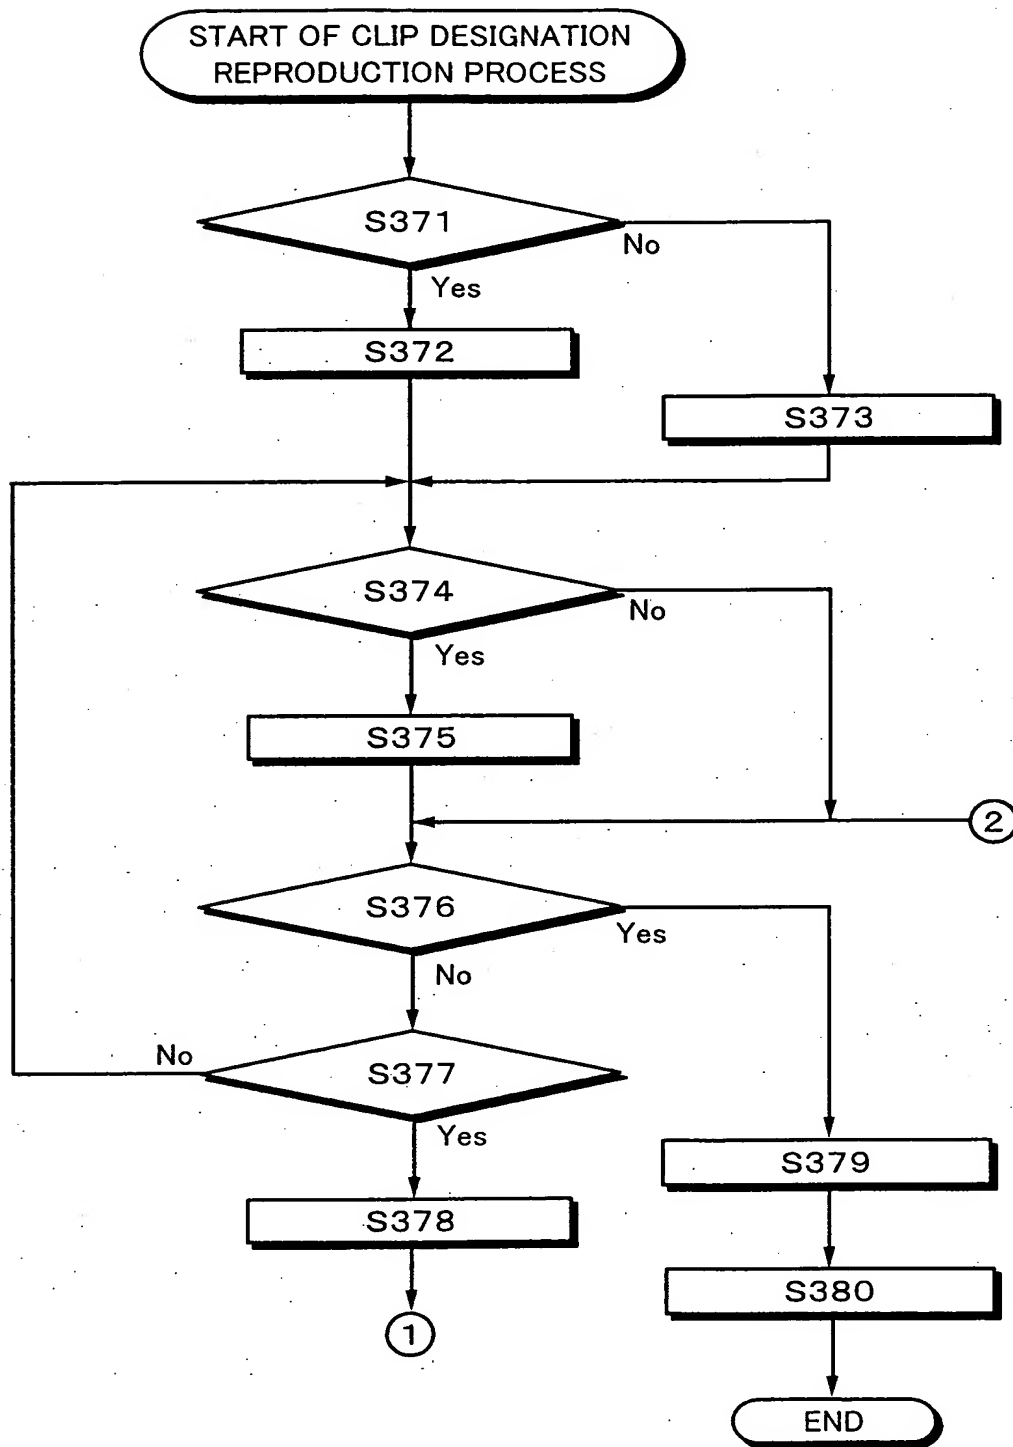 START OF CLIP DESIGNATION
REPRODUCTION PROCESS
S371
No
Yes
S372
S373
S374
No
Yes
S375
2
S376
Yes
No
No
S377
Yes
S379
S378
S380
1
END